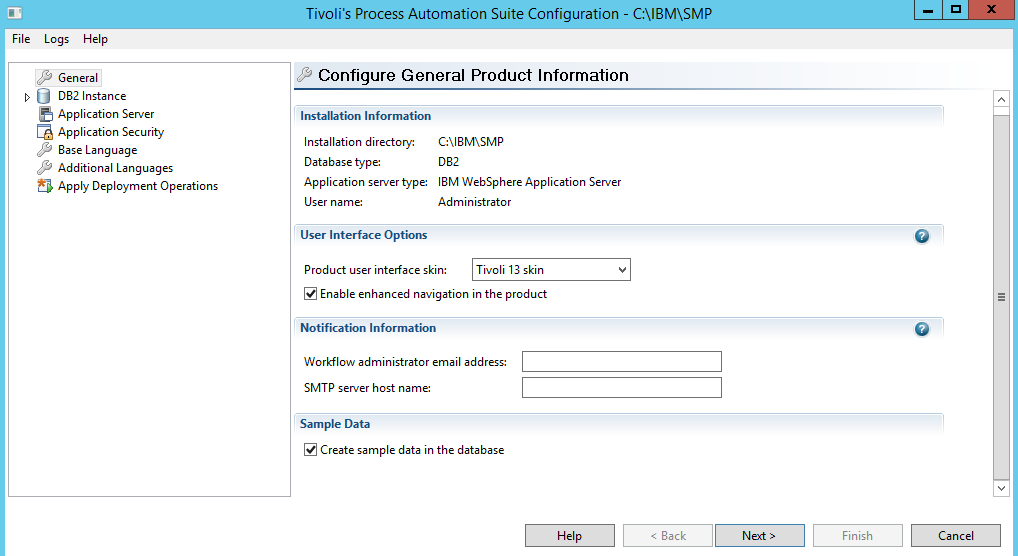 Tivoli's Process Automation Suite Configuration - C:\IBM\SMP
File Logs Help
General
DB2 Instance
Application Server
Application Security
Base Language
Additional Languages
Apply Deployment Operations
Configure General Product Information
Installation Information
Installation directory: C:\IBM\SMP
Database type: DB2
Application server type: IBM WebSphere Application Server
User name: Administrator
User Interface Options
Product user interface skin: Tivoli 13 skin
Enable enhanced navigation in the product
Notification Information
Workflow administrator email address:
SMTP server host name:
Sample Data
Create sample data in the database
Help < Back Next > Finish Cancel